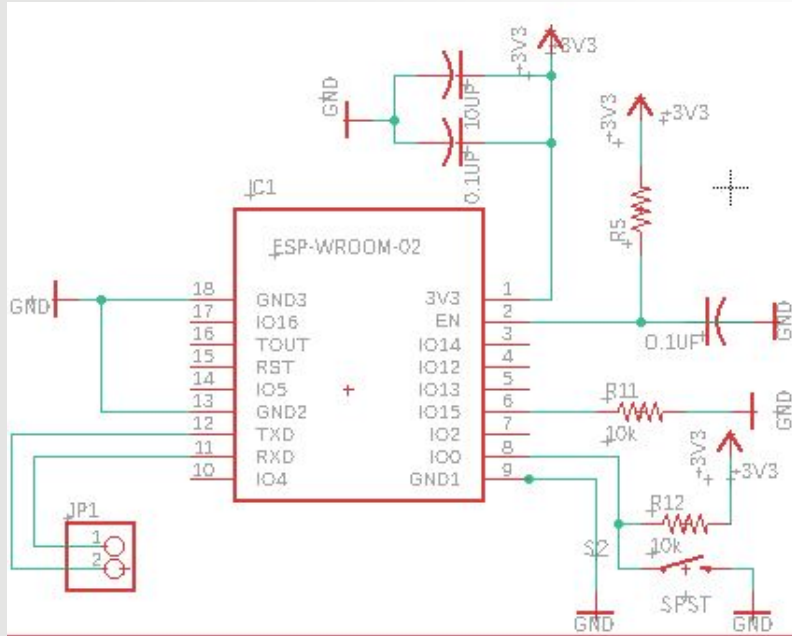 +3V3
+3V3
GND
10UF
0.1UF
+3V3
+3V3
R5
IC1
ESP-WROOM-02
GND
18 GND3 3V3 1
17 IO16 EN 2
16 TOUT IO14 3
15 RST IO12 4
14 IO5 IO13 5
13 GND2 IO15 6
12 TXD IO2 7
11 RXD IO0 8
10 IO4 GND1 9
0.1UF
GND
R11
10k
GND
+3V3
+3V3
R12
10k
JP1
1
2
S2
SPST
GND
GND